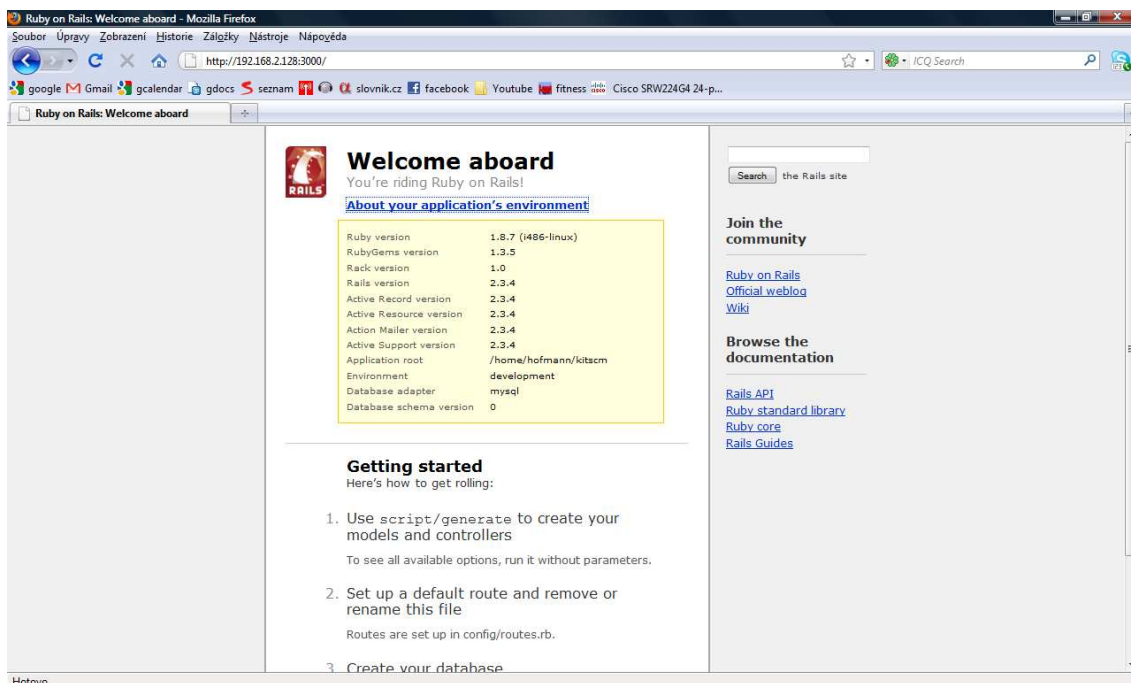 Ruby on Rails: Welcome aboard - Mozilla Firefox
Soubor Úpravy Zobrazení Historie Záložky Nástroje Nápověda
http://192.168.2.128:3000/
ICQ Search
google Gmail gcalendar gdocs seznam slovnik.cz facebook Youtube fitness Cisco SRW224G4 24-p...
Ruby on Rails: Welcome aboard
RAILS
Welcome aboard
You're riding Ruby on Rails!
About your application's environment
Ruby version 1.8.7 (i486-linux)
RubyGems version 1.3.5
Rack version 1.0
Rails version 2.3.4
Active Record version 2.3.4
Active Resource version 2.3.4
Action Mailer version 2.3.4
Active Support version 2.3.4
Application root /home/hofmann/kitscm
Environment development
Database adapter mysql
Database schema version 0
Getting started
Here's how to get rolling:
1. Use script/generate to create your
models and controllers
To see all available options, run it without parameters.
2. Set up a default route and remove or
rename this file
Routes are set up in config/routes.rb.
3. Create your database
Search the Rails site
Join the
community
Ruby on Rails
Official weblog
Wiki
Browse the
documentation
Rails API
Ruby standard library
Ruby core
Rails Guides
Hotovo